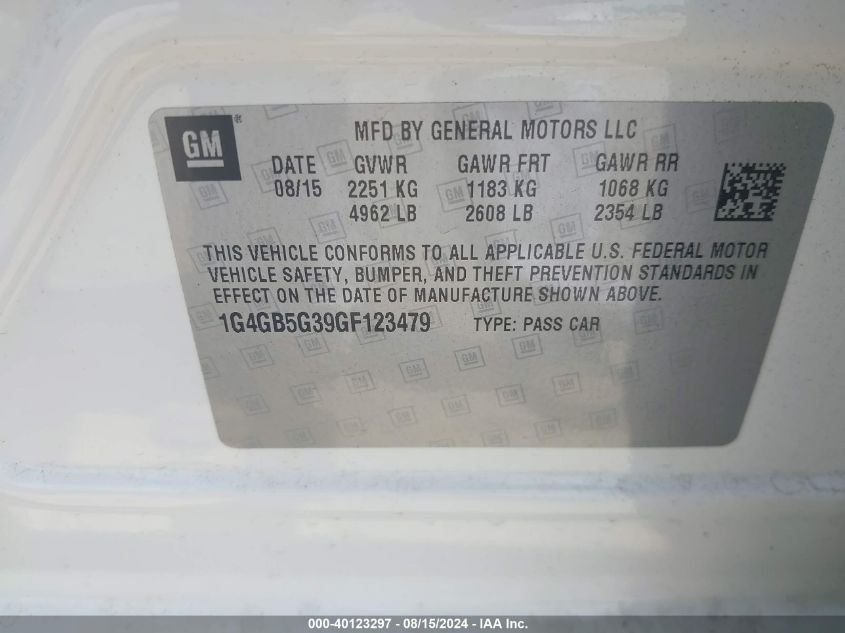 GM®
MFD BY GENERAL MOTORS LLC
DATE GVWR GAWR FRT GAWR RR
08/15 2251 KG 1183 KG 1068 KG
4962 LB 2608 LB 2354 LB
THIS VEHICLE CONFORMS TO ALL APPLICABLE U.S. FEDERAL MOTOR
VEHICLE SAFETY, BUMPER, AND THEFT PREVENTION STANDARDS IN
EFFECT ON THE DATE OF MANUFACTURE SHOWN ABOVE.
1G4GB5G39GF123479 TYPE: PASS CAR
000-40123297 - 08/15/2024 - IAA Inc.